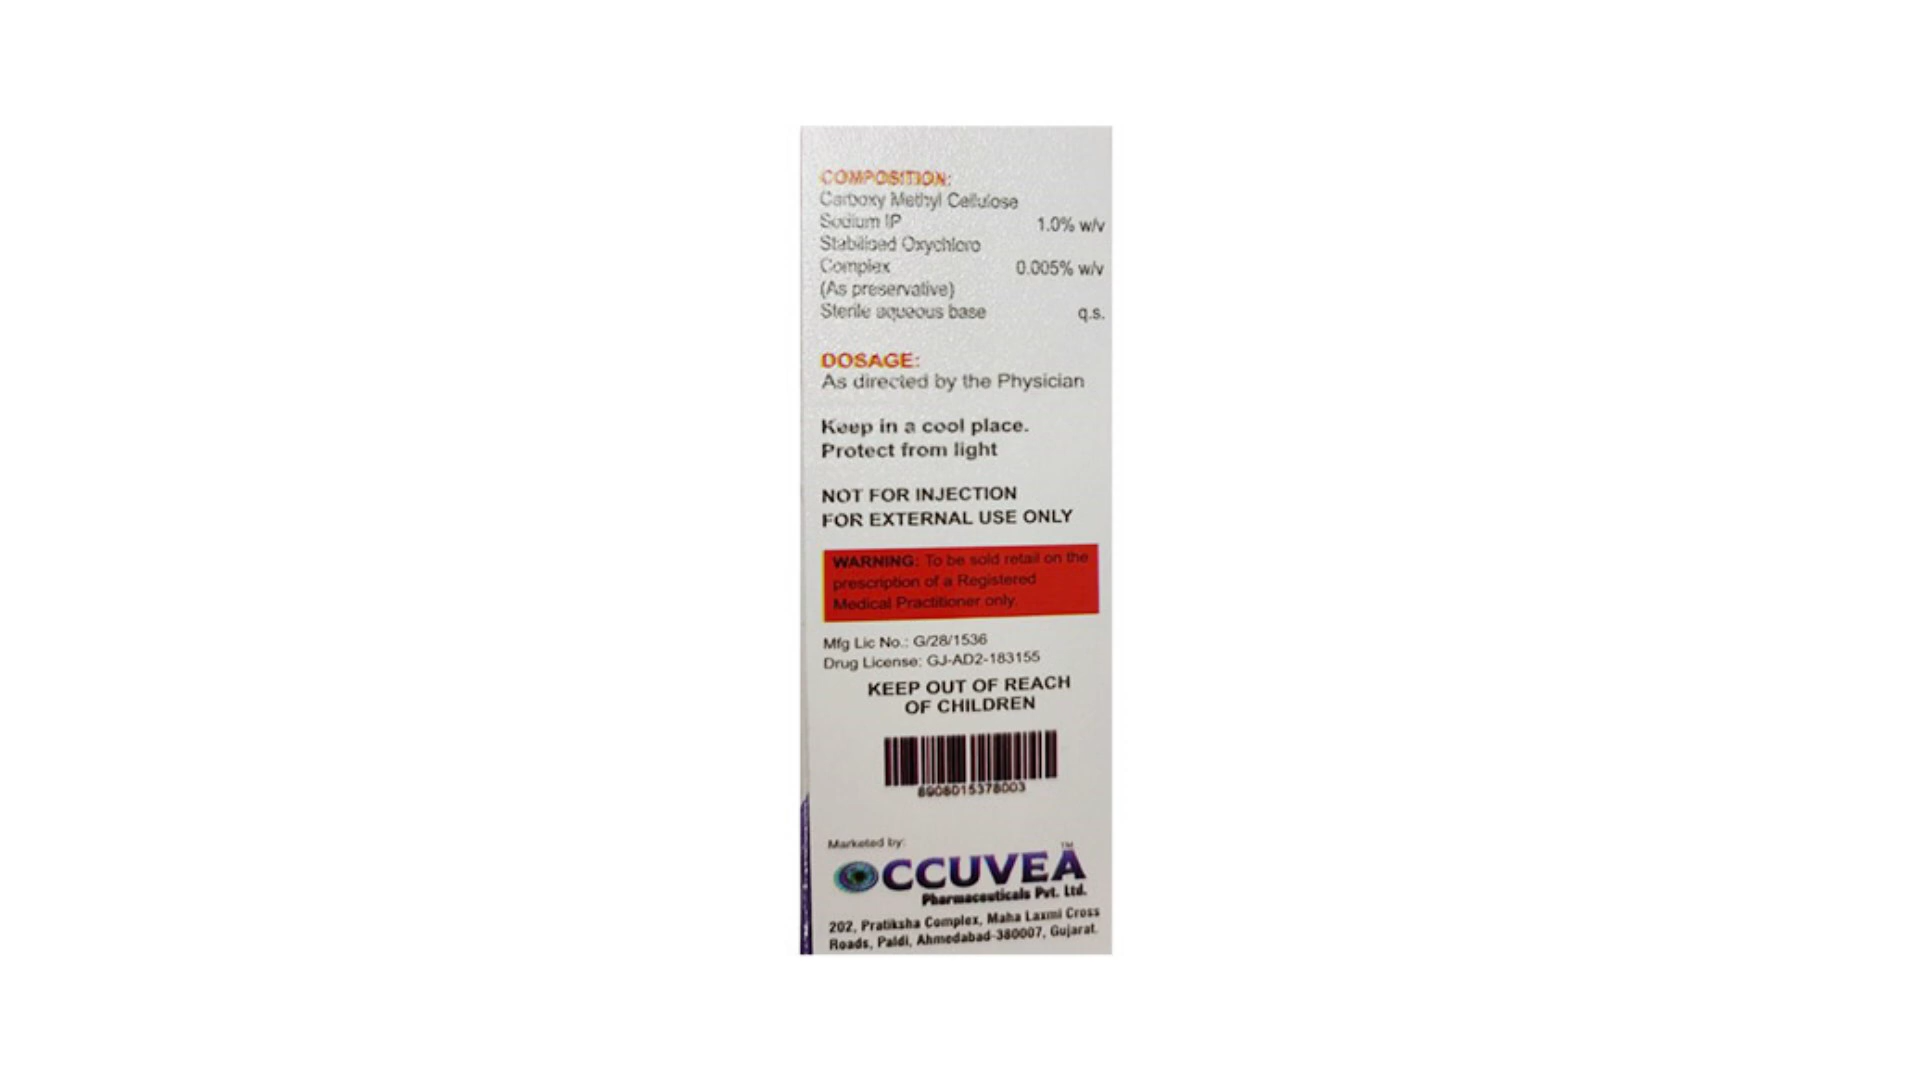 COMPOSITION:
Carboxy Methyl Cellulose
Sodium IP 1.0% w/v
Stabilised Oxychloro
Complex 0.005% w/v
(As preservative)
Sterile aqueous base q.s.
DOSAGE:
As directed by the Physician
Keep in a cool place.
Protect from light
NOT FOR INJECTION
FOR EXTERNAL USE ONLY
WARNING: To be sold retail on the
prescription of a Registered
Medical Practitioner only.
Mfg Lic No.: G/28/1536
Drug License: GJ-AD2-183155
KEEP OUT OF REACH
OF CHILDREN
8906015378003
Marketed by:
OCCUVEA™
Pharmaceuticals Pvt. Ltd.
202, Pratiksha Complex, Maha Laxmi Cross
Roads, Paldi, Ahmedabad-380007, Gujarat.